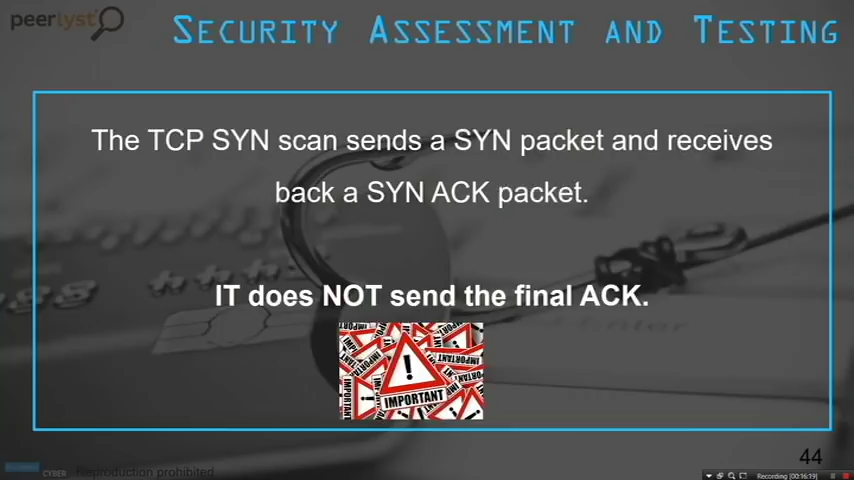 peerlyst
SECURITY ASSESSMENT AND TESTING
The TCP SYN scan sends a SYN packet and receives
back a SYN ACK packet.
IT does NOT send the final ACK.
IMPORTANT
44
CYBER
Reproduction prohibited
Recording [00:16:19]